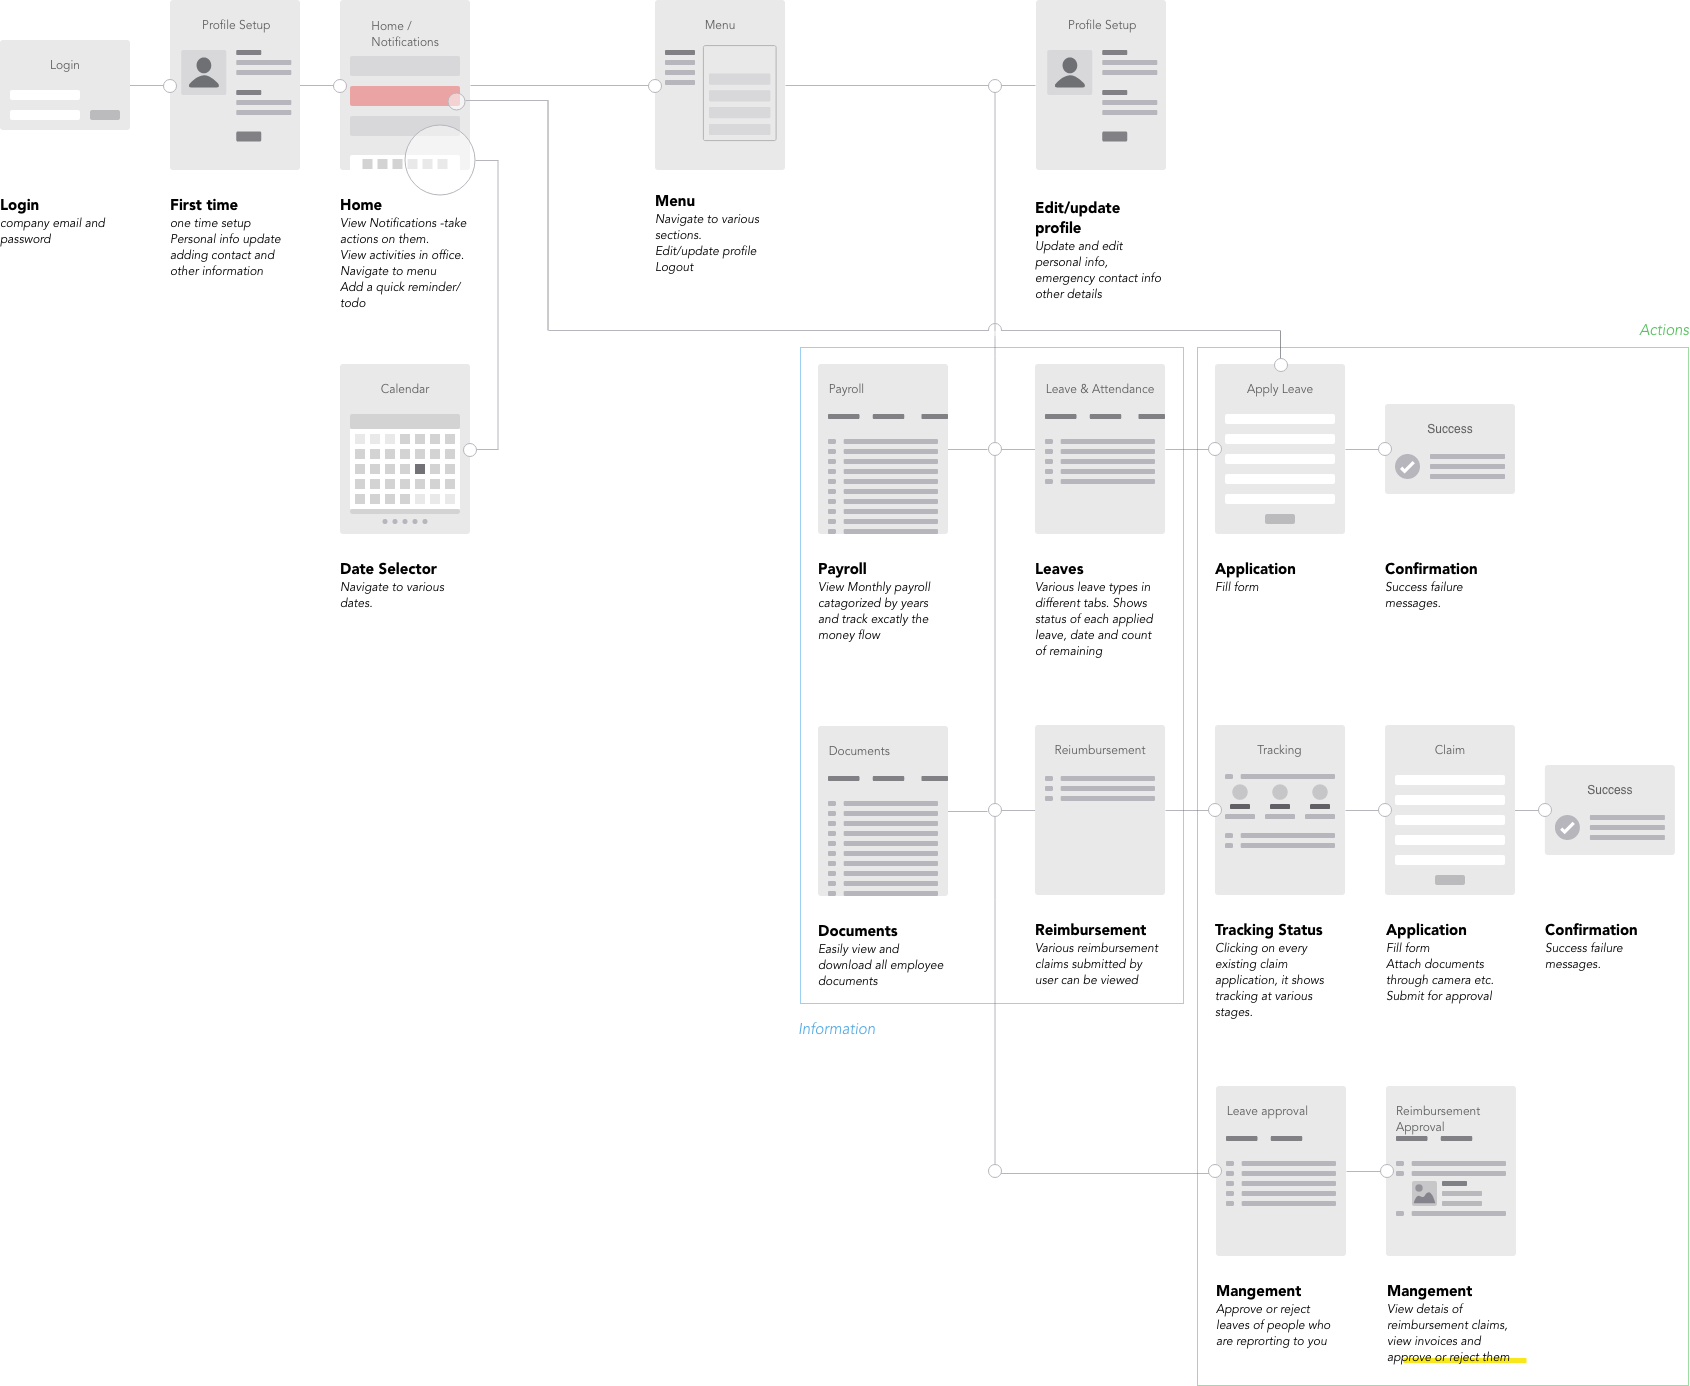 Login
Profile Setup
Home /
Notifications
Menu
Profile Setup
Login
company email and
password
First time
one time setup
Personal info update
adding contact and
other information
Home
View Notifications -take
actions on them.
View activities in office.
Navigate to menu
Add a quick reminder/
todo
Menu
Navigate to various
sections.
Edit/update profile
Logout
Edit/update
profile
Update and edit
personal info,
emergency contact info
other details
Actions
Calendar
Payroll
Leave & Attendance
Apply Leave
Success
Date Selector
Navigate to various
dates.
Payroll
View Monthly payroll
catagorized by years
and track excatly the
money flow
Leaves
Various leave types in
different tabs. Shows
status of each applied
leave, date and count
of remaining
Application
Fill form
Confirmation
Success failure
messages.
Documents
Reiumbursement
Tracking
Claim
Success
Documents
Easily view and
download all employee
documents
Reimbursement
Various reimbursement
claims submitted by
user can be viewed
Tracking Status
Clicking on every
existing claim
application, it shows
tracking at various
stages.
Application
Fill form
Attach documents
through camera etc.
Submit for approval
Confirmation
Success failure
messages.
Information
Leave approval
Reimbursement
Approval
Mangement
Approve or reject
leaves of people who
are reprorting to you
Mangement
View detais of
reimbursement claims,
view invoices and
approve or reject them